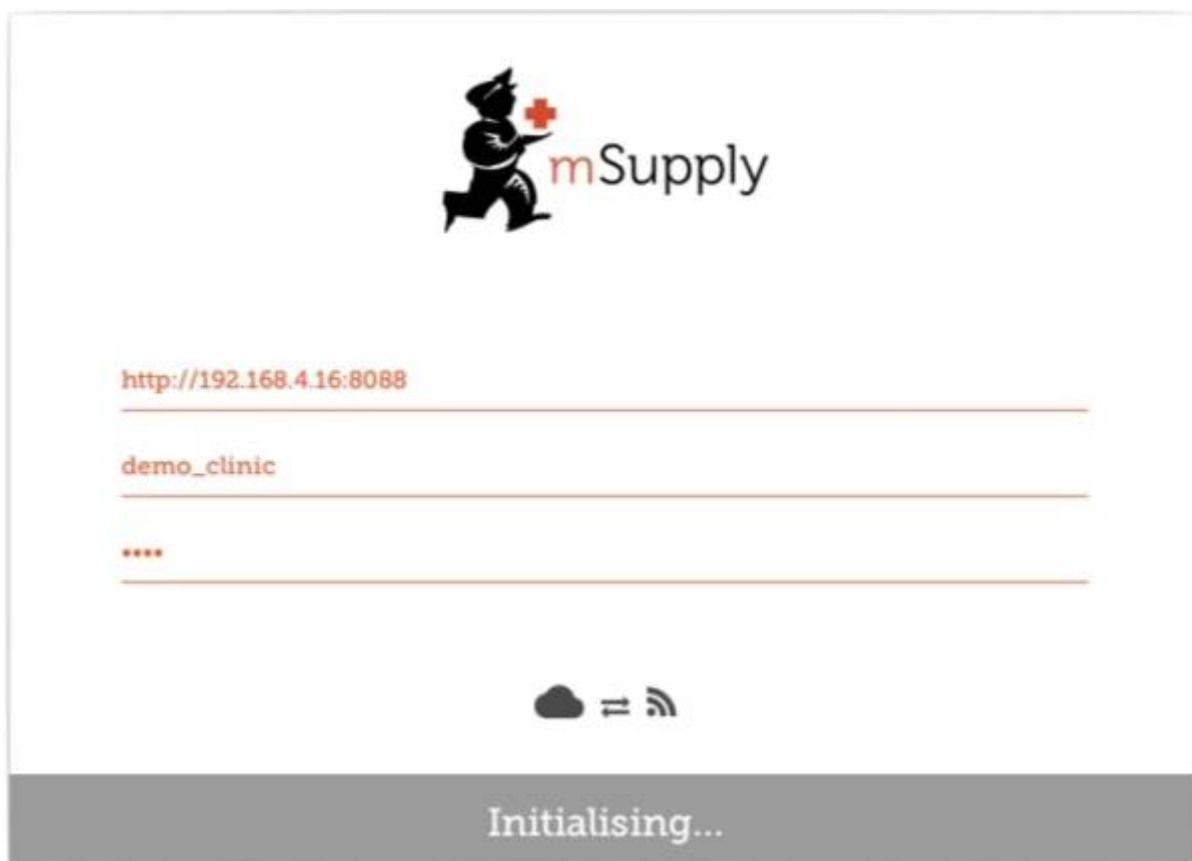 mSupply
http://192.168.4.16:8088
demo_clinic
••••
Initialising...